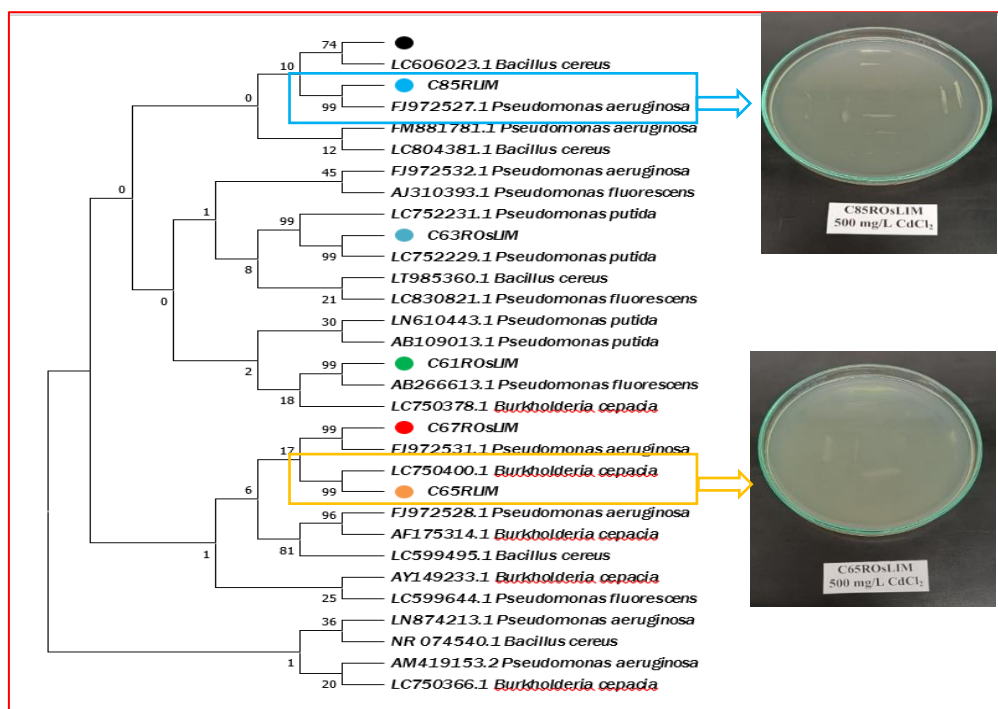 74
LC606023.1 Bacillus cereus
10
C85RLIM
99
FJ972527.1 Pseudomonas aeruginosa
0
FM881781.1 Pseudomonas aeruginosa
12
LC804381.1 Bacillus cereus
45
FJ972532.1 Pseudomonas aeruginosa
0
AJ310393.1 Pseudomonas fluorescens
1
99
LC752231.1 Pseudomonas putida
C63ROsLIM
99
LC752229.1 Pseudomonas putida
8
LT985360.1 Bacillus cereus
21
LC830821.1 Pseudomonas fluorescens
0
30
LN610443.1 Pseudomonas putida
AB109013.1 Pseudomonas putida
2
99
C61ROsLIM
AB266613.1 Pseudomonas fluorescens
18
LC750378.1 Burkholderia cepacia
99
C67ROsLIM
17
FJ972531.1 Pseudomonas aeruginosa
LC750400.1 Burkholderia cepacia
6
99
C65RLIM
96
FJ972528.1 Pseudomonas aeruginosa
AF175314.1 Burkholderia cepacia
81
LC599495.1 Bacillus cereus
1
AY149233.1 Burkholderia cepacia
25
LC599644.1 Pseudomonas fluorescens
36
LN874213.1 Pseudomonas aeruginosa
NR 074540.1 Bacillus cereus
1
AM419153.2 Pseudomonas aeruginosa
20
LC750366.1 Burkholderia cepacia
C85ROsLIM
500 mg/L CdCl₂
C65ROsLIM
500 mg/L CdCl₂